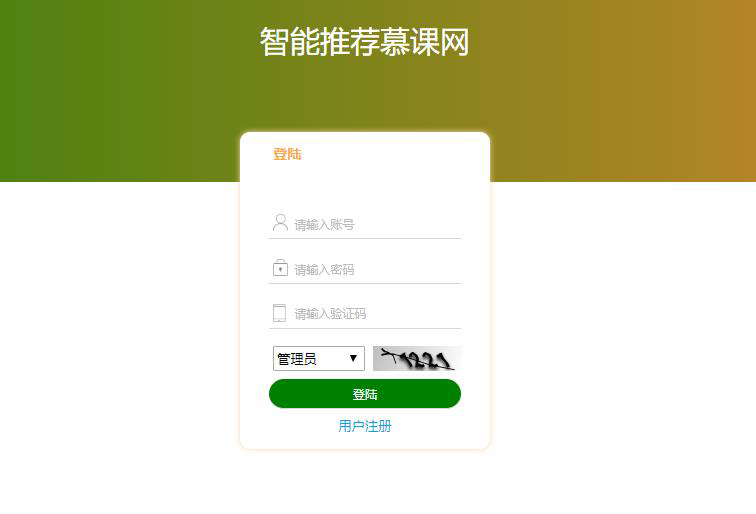 智能推荐慕课网
登陆
请输入账号
请输入密码
请输入验证码
管理员
登陆
用户注册